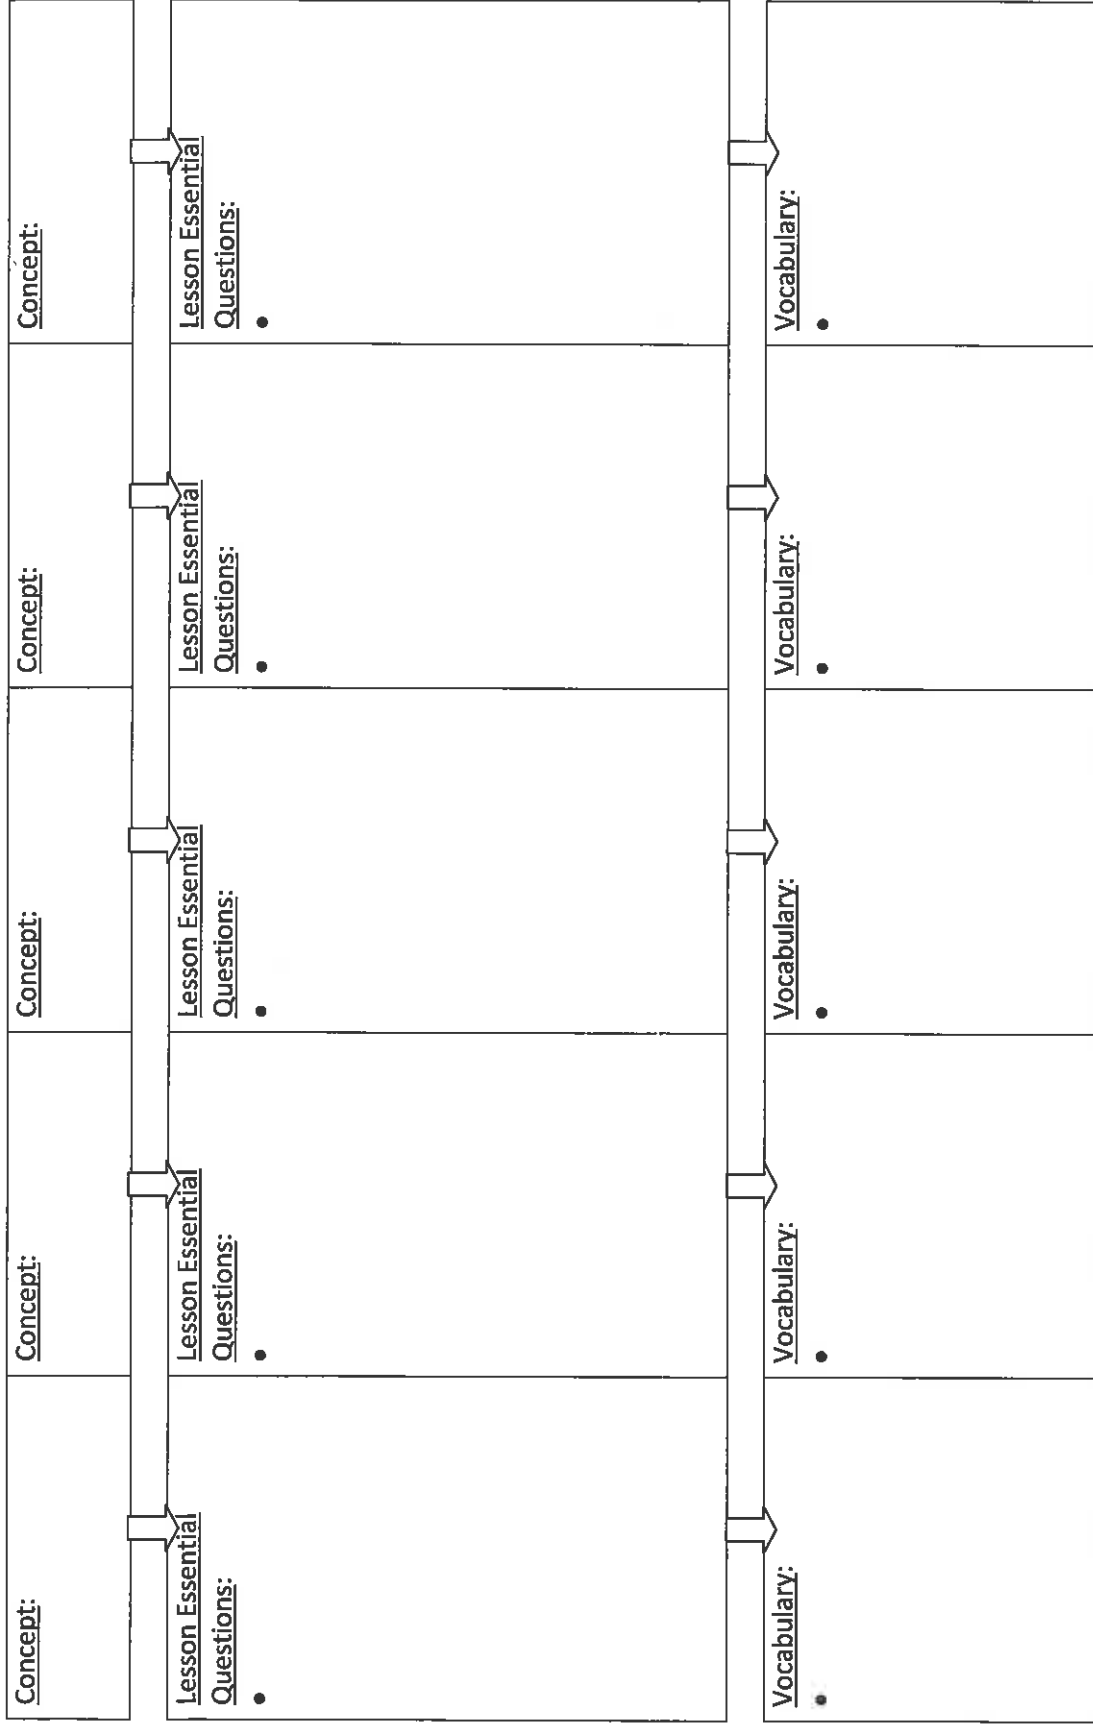 Concept:
Concept:
Concept:
Concept:
Concept:
Lesson Essential
Questions:
•
Lesson Essential
Questions:
•
Lesson Essential
Questions:
•
Lesson Essential
Questions:
•
Lesson Essential
Questions:
•
Vocabulary:
•
Vocabulary:
•
Vocabulary:
•
Vocabulary:
•
Vocabulary:
•